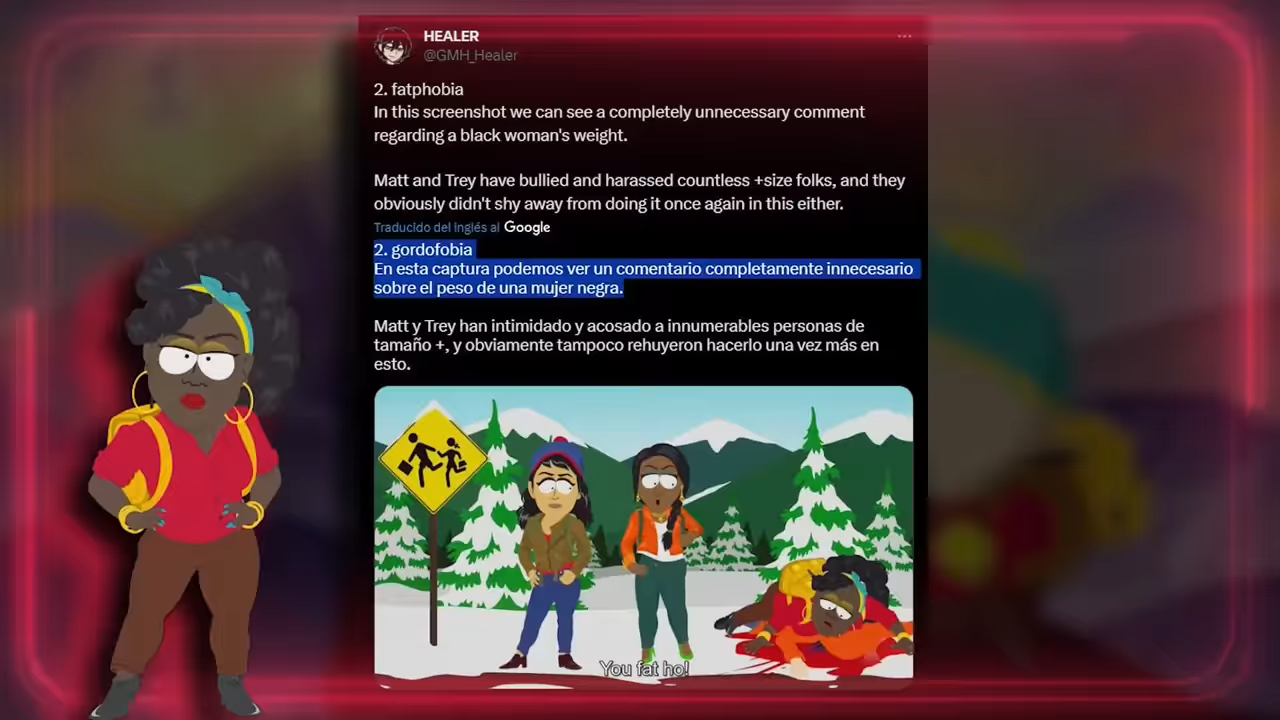 HEALER
@GMH_Healer
2. fatphobia
In this screenshot we can see a completely unnecessary comment
regarding a black woman's weight.
Matt and Trey have bullied and harassed countless +size folks, and they
obviously didn't shy away from doing it once again in this either.
Traducido del inglés al Google
2. gordofobia
En esta captura podemos ver un comentario completamente innecesario
sobre el peso de una mujer negra.
Matt y Trey han intimidado y acosado a innumerables personas de
tamaño +, y obviamente tampoco rehuyeron hacerlo una vez más en
esto.
You fat ho!